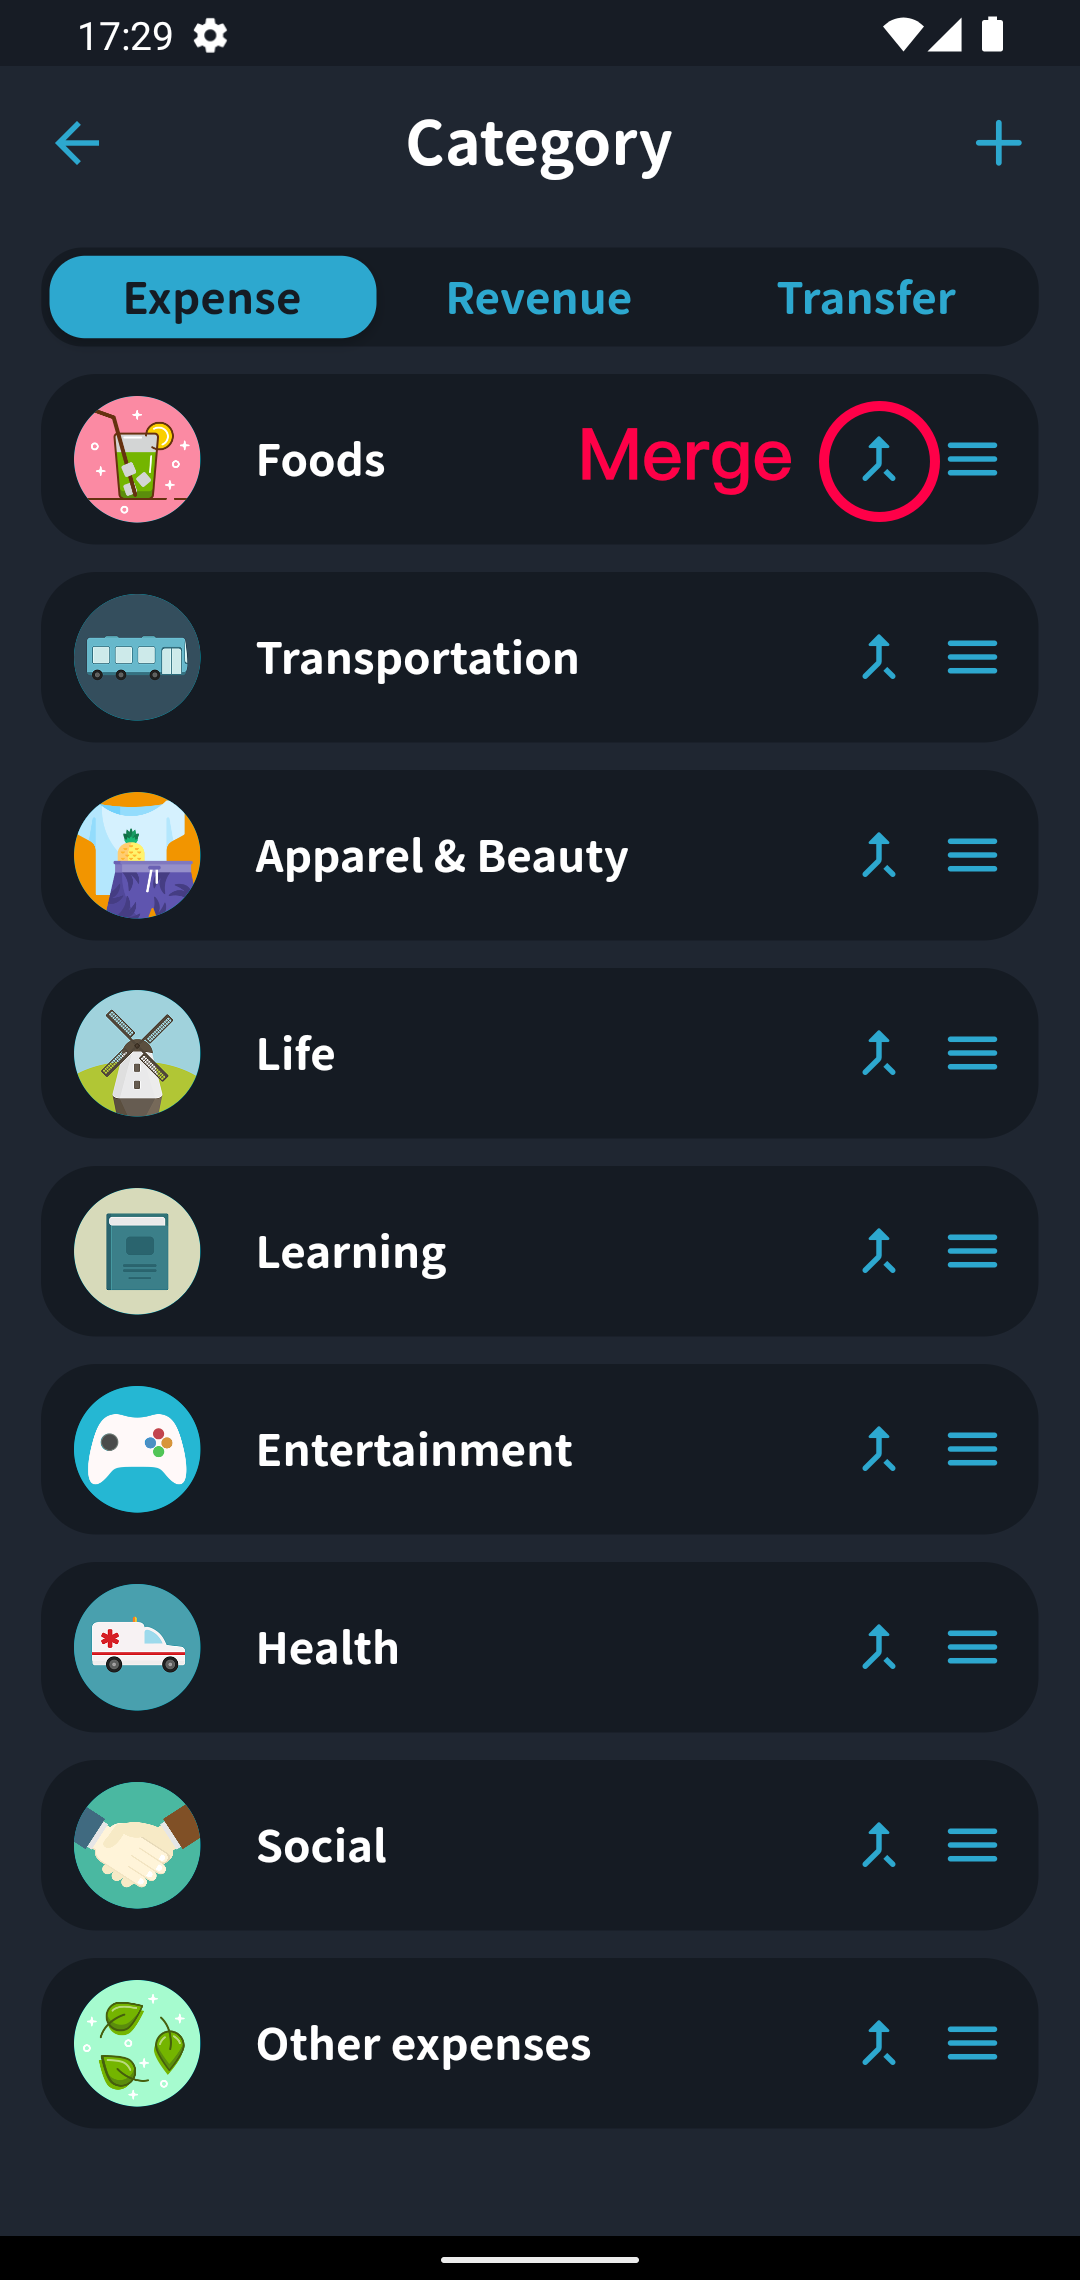 17:29
Category
Expense Revenue Transfer
Foods Merge
Transportation
Apparel & Beauty
Life
Learning
Entertainment
Health
Social
Other expenses